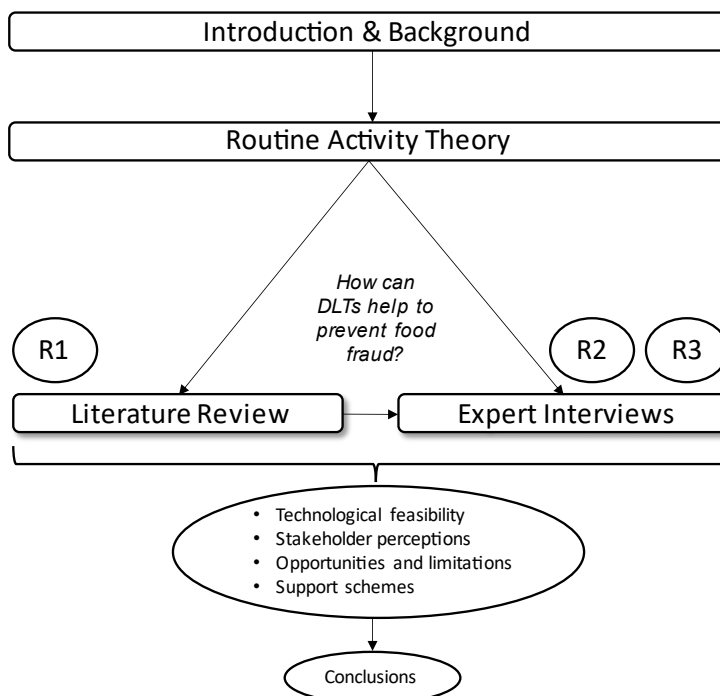 Introduction & Background
Routine Activity Theory
How can
DLTs help to
prevent food
fraud?
R1
R2
R3
Literature Review
Expert Interviews
• Technological feasibility
• Stakeholder perceptions
• Opportunities and limitations
• Support schemes
Conclusions